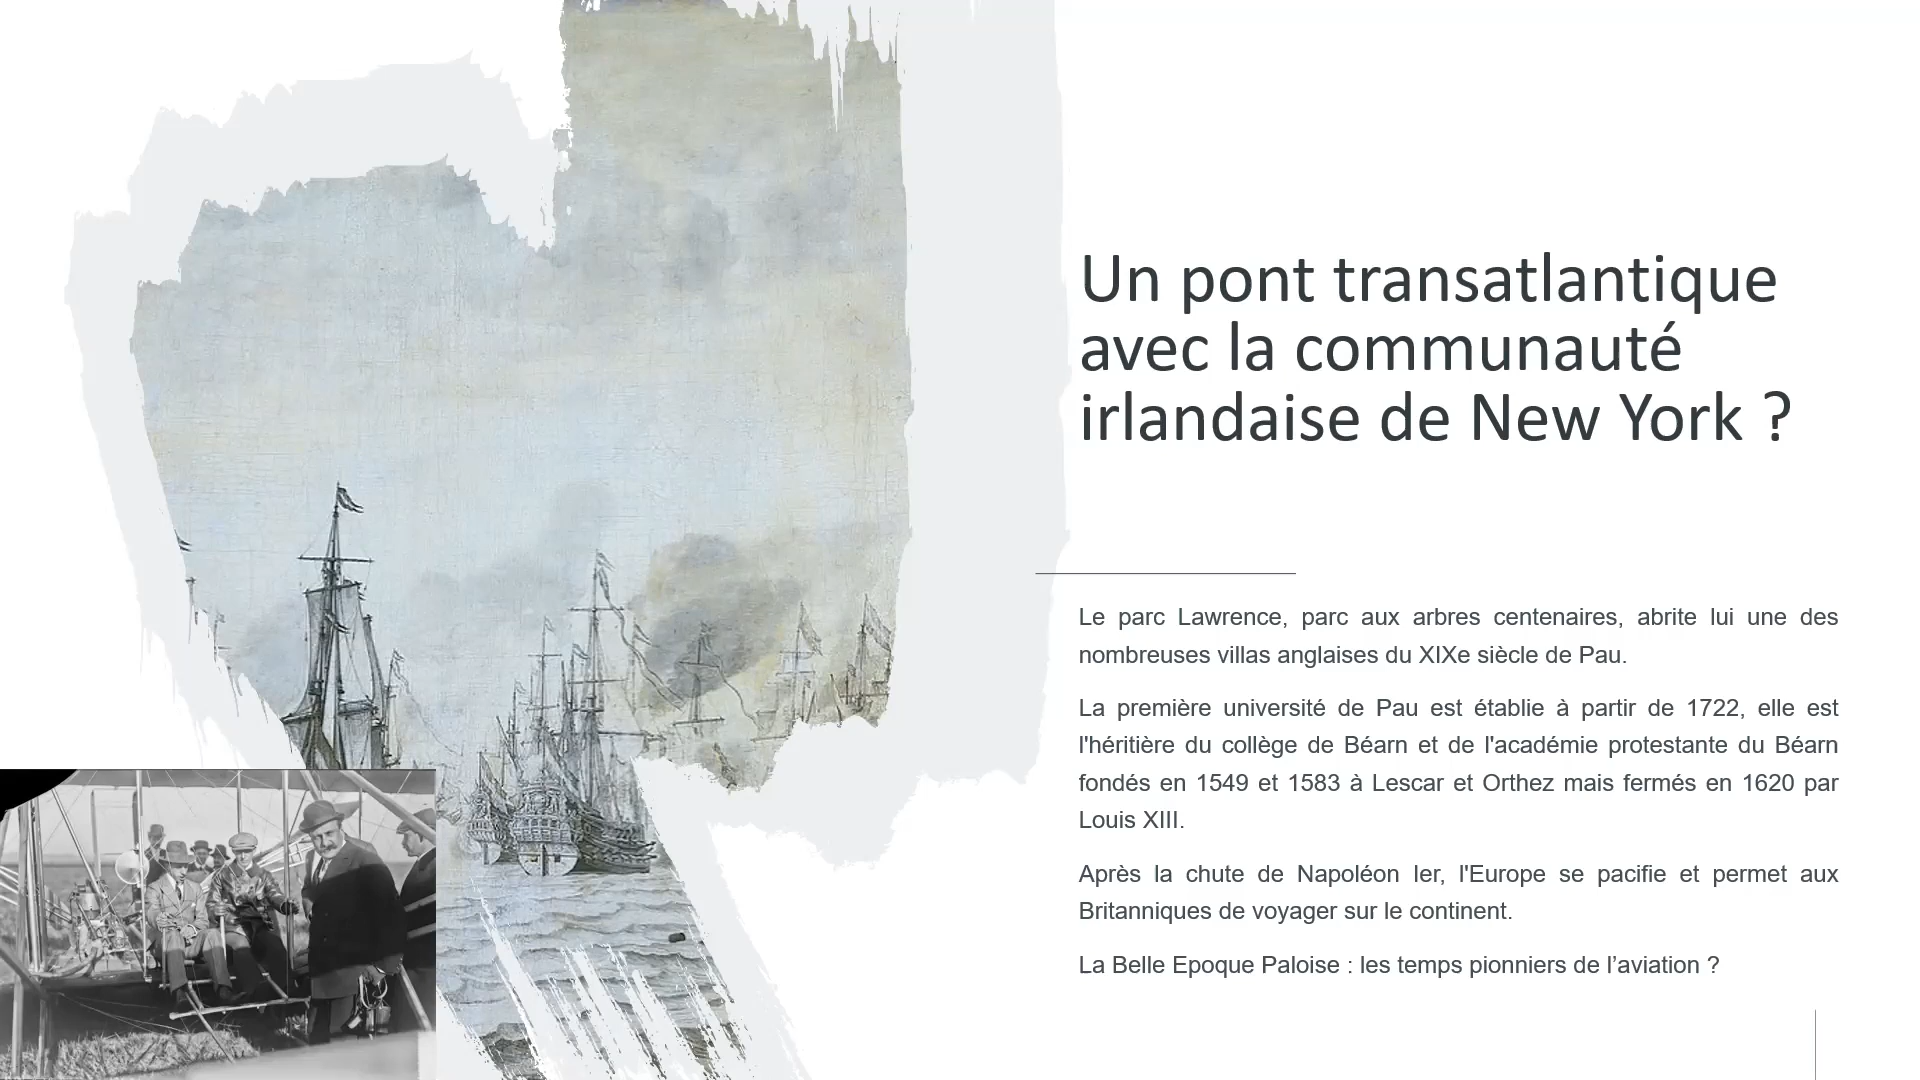 Un pont transatlantique
avec la communauté
irlandaise de New York ?
Le parc Lawrence, parc aux arbres centenaires, abrite lui une des
nombreuses villas anglaises du XIXe siècle de Pau.
La première université de Pau est établie à partir de 1722, elle est
l'héritière du collège de Béarn et de l'académie protestante du Béarn
fondés en 1549 et 1583 à Lescar et Orthez mais fermés en 1620 par
Louis XIII.
Après la chute de Napoléon Ier, l'Europe se pacifie et permet aux
Britanniques de voyager sur le continent.
La Belle Epoque Paloise : les temps pionniers de l’aviation ?